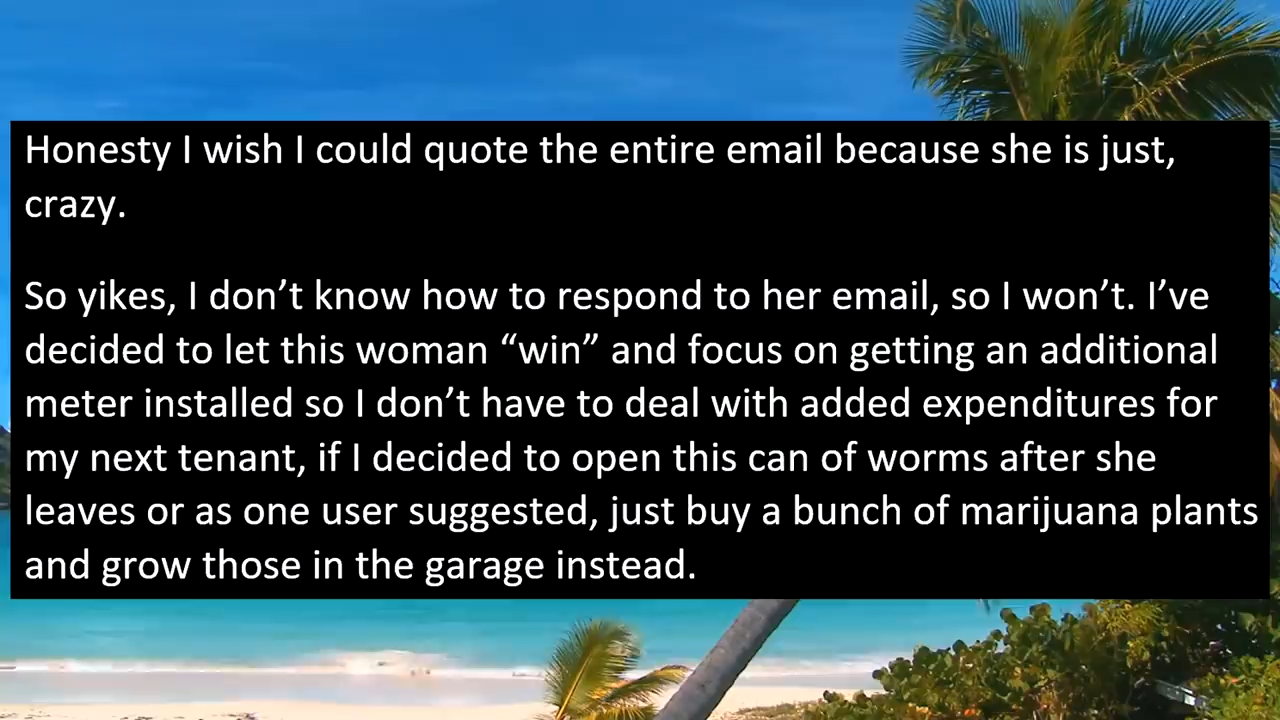 Honesty I wish I could quote the entire email because she is just,
crazy.
So yikes, I don’t know how to respond to her email, so I won’t. I’ve
decided to let this woman “win” and focus on getting an additional
meter installed so I don’t have to deal with added expenditures for
my next tenant, if I decided to open this can of worms after she
leaves or as one user suggested, just buy a bunch of marijuana plants
and grow those in the garage instead.